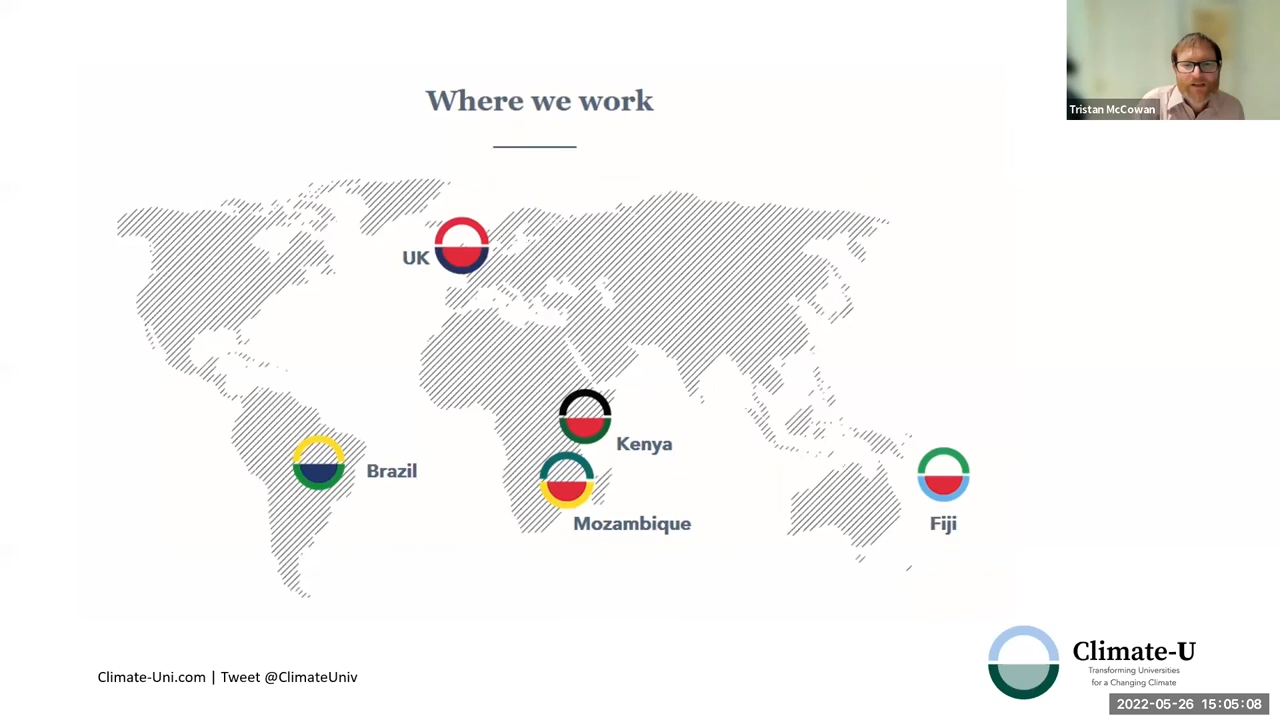 Where we work
Tristan McCowan
UK
Kenya
Brazil
Mozambique
Fiji
Climate-Uni.com | Tweet @ClimateUniv
Climate-U
Transforming Universities
for a Changing Climate
2022-05-26 15:05:08